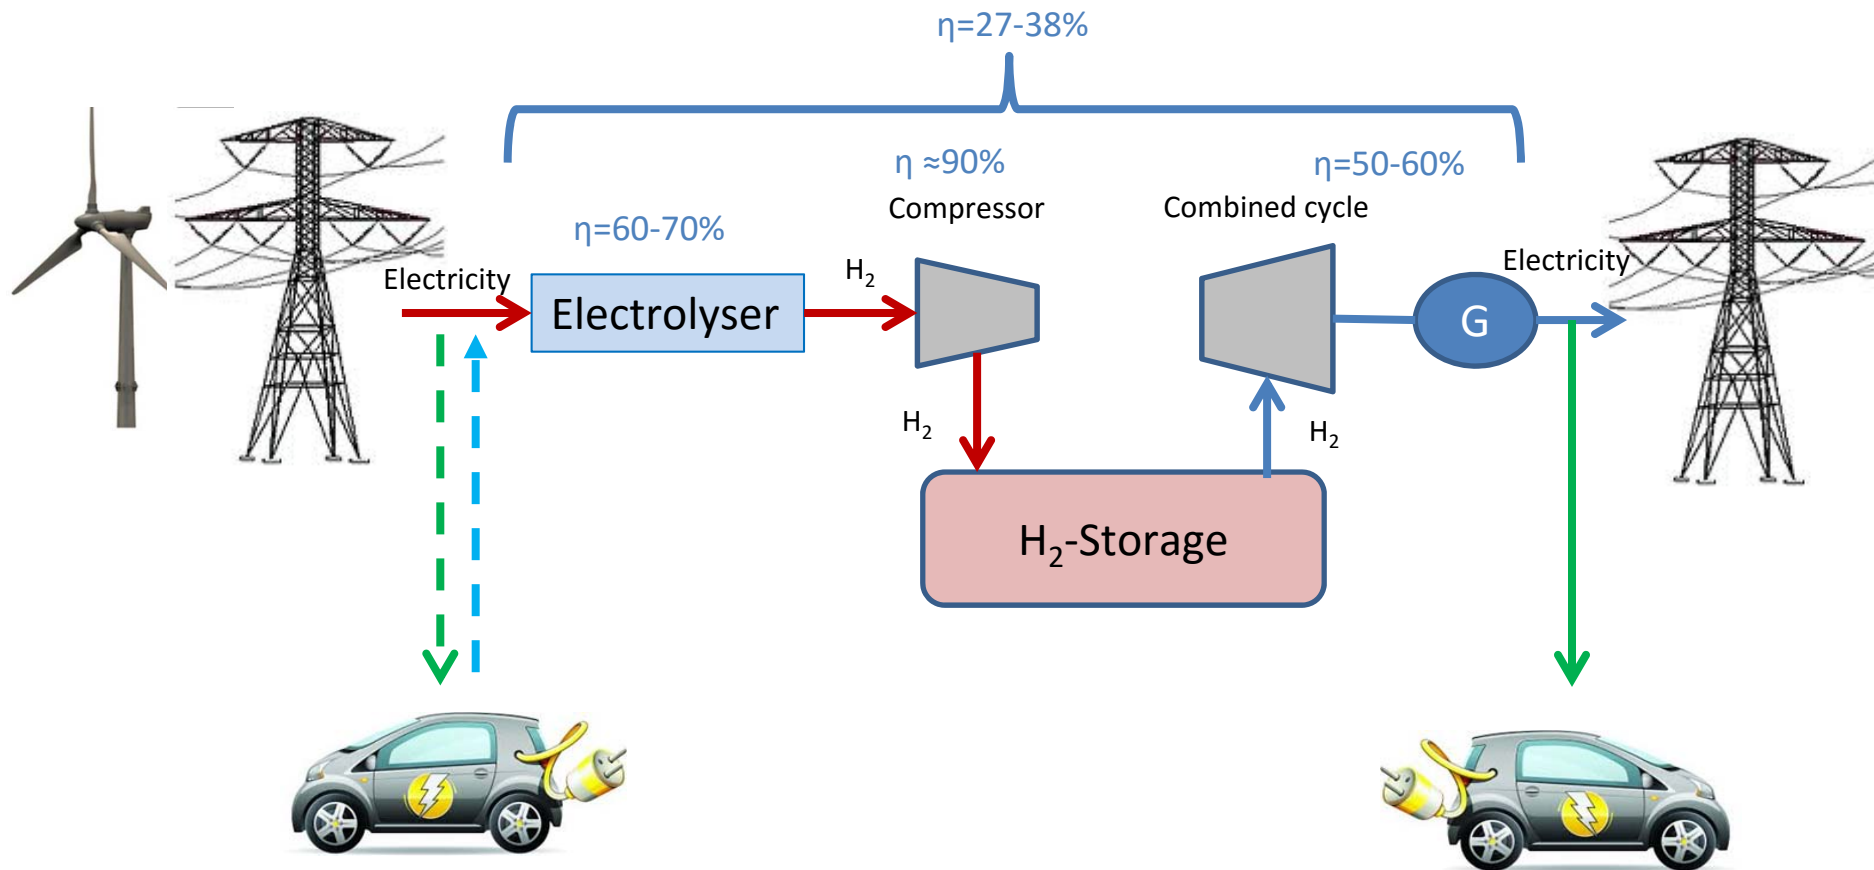 η=27-38%
η ≈90%
Compressor
η=50-60%
Combined cycle
η=60-70%
Electricity
H₂
Electrolyser
Electricity
G
H₂
H₂
H₂-Storage